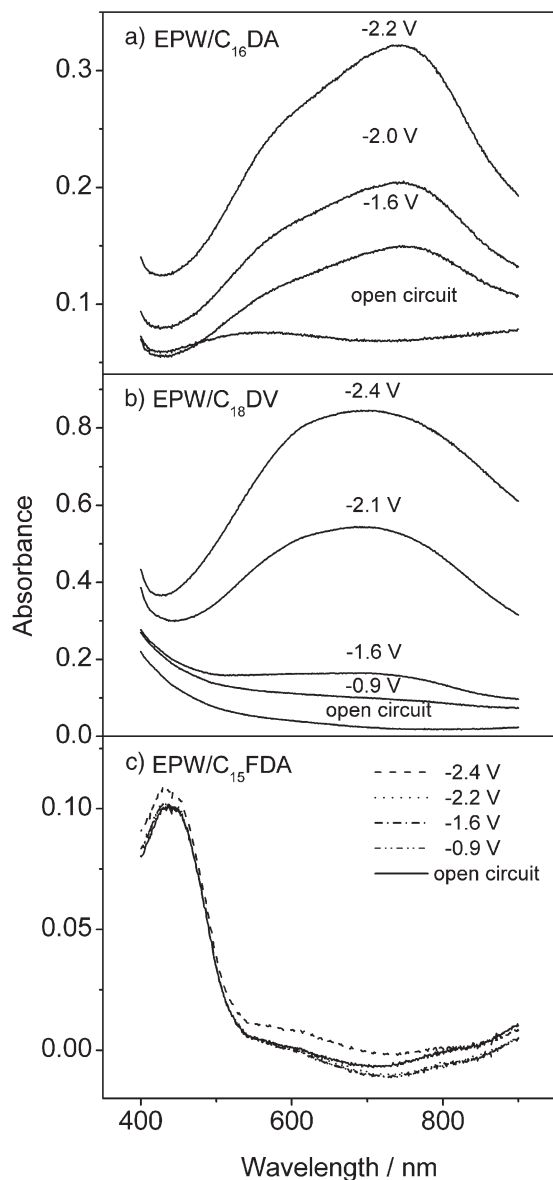 a) EPW/C₁₆DA
-2.2 V
0.3
-2.0 V
0.2
-1.6 V
open circuit
0.1
b) EPW/C₁₈DV
-2.4 V
0.8
-2.1 V
0.6
0.4
-1.6 V
0.2
-0.9 V
open circuit
0.0
Absorbance
c) EPW/C₁₅FDA
-2.4 V
-2.2 V
-1.6 V
-0.9 V
open circuit
0.10
0.05
0.00
400
600
800
Wavelength / nm